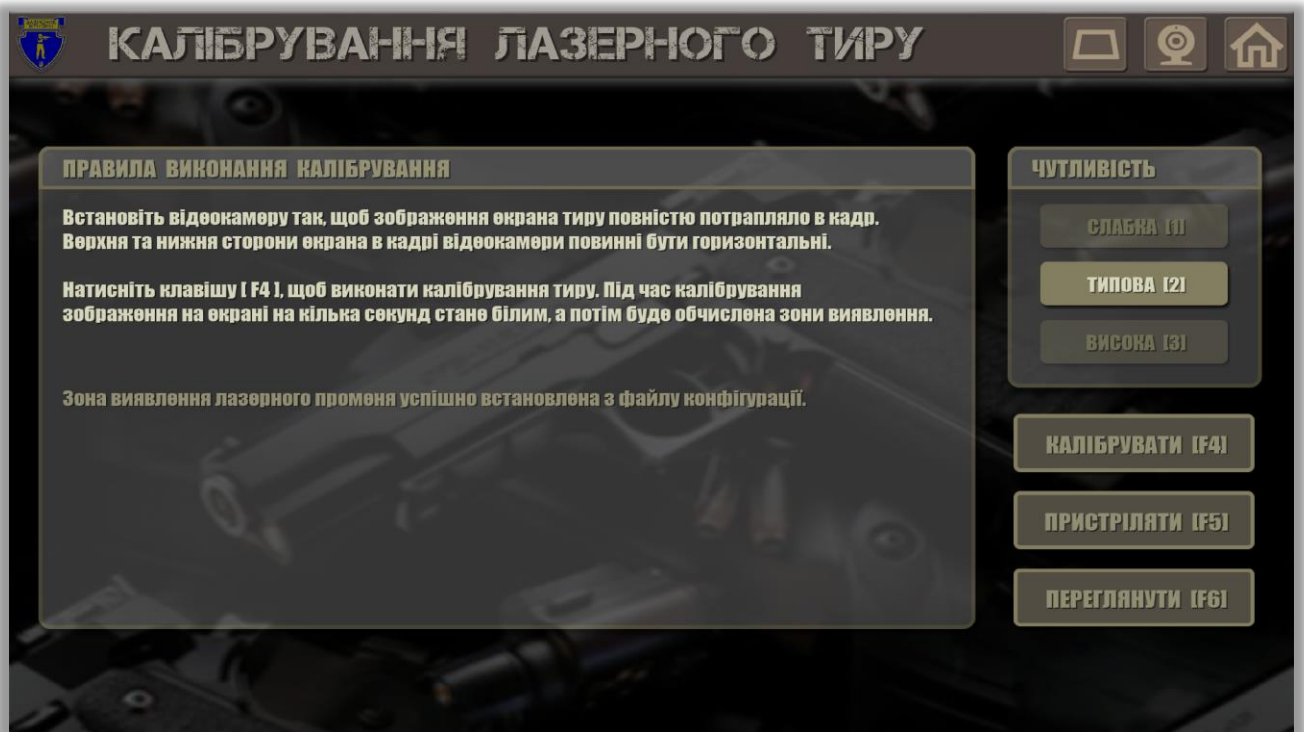 КАЛІБРУВАННЯ ЛАЗЕРНОГО ТИРУ
ПРАВИЛА ВИКОНАННЯ КАЛІБРУВАННЯ
Встановіть відеокамеру так, щоб зображення екрана тиру повністю потрапляло в кадр.
Верхня та нижня сторони екрана в кадрі відеокамери повинні бути горизонтальні.
Натисніть клавішу [ F4 ], щоб виконати калібрування тиру. Під час калібрування
зображення на екрані на кілька секунд стане білим, а потім буде обчислена зони виявлення.
Зона виявлення лазерного променя успішно встановлена з файлу конфігурації.
ЧУТЛИВІСТЬ
СЛАБКА [1]
ТИПОВА [2]
ВИСОКА [3]
КАЛІБРУВАТИ [F4]
ПРИСТРІЛЯТИ [F5]
ПЕРЕГЛЯНУТИ [F6]